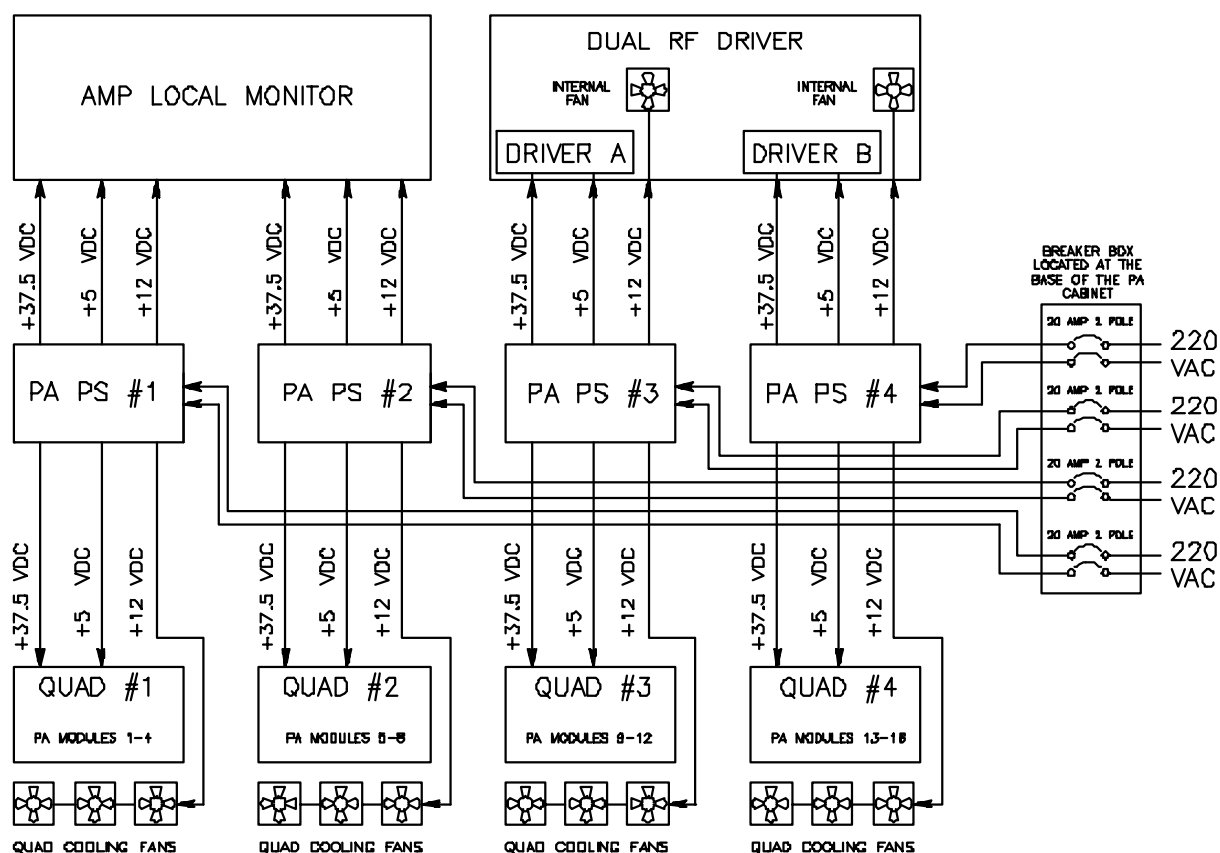 AMP LOCAL MONITOR
DUAL RF DRIVER
INTERNAL
FAN
INTERNAL
FAN
DRIVER A
DRIVER B
+37.5 VDC
+5 VDC
+12 VDC
+37.5 VDC
+5 VDC
+12 VDC
+37.5 VDC
+5 VDC
+12 VDC
+37.5 VDC
+5 VDC
+12 VDC
BREAKER BOX
LOCATED AT THE
BASE OF THE PA
CABINET
20 AMP 2 POLE
220
VAC
20 AMP 2 POLE
220
VAC
20 AMP 2 POLE
220
VAC
20 AMP 2 POLE
220
VAC
PA PS #1
PA PS #2
PA PS #3
PA PS #4
+37.5 VDC
+5 VDC
+12 VDC
+37.5 VDC
+5 VDC
+12 VDC
+37.5 VDC
+5 VDC
+12 VDC
+37.5 VDC
+5 VDC
+12 VDC
QUAD #1
PA MODULES 1-4
QUAD #2
PA MODULES 5-8
QUAD #3
PA MODULES 9-12
QUAD #4
PA MODULES 13-16
QUAD COOLING FANS
QUAD COOLING FANS
QUAD COOLING FANS
QUAD COOLING FANS